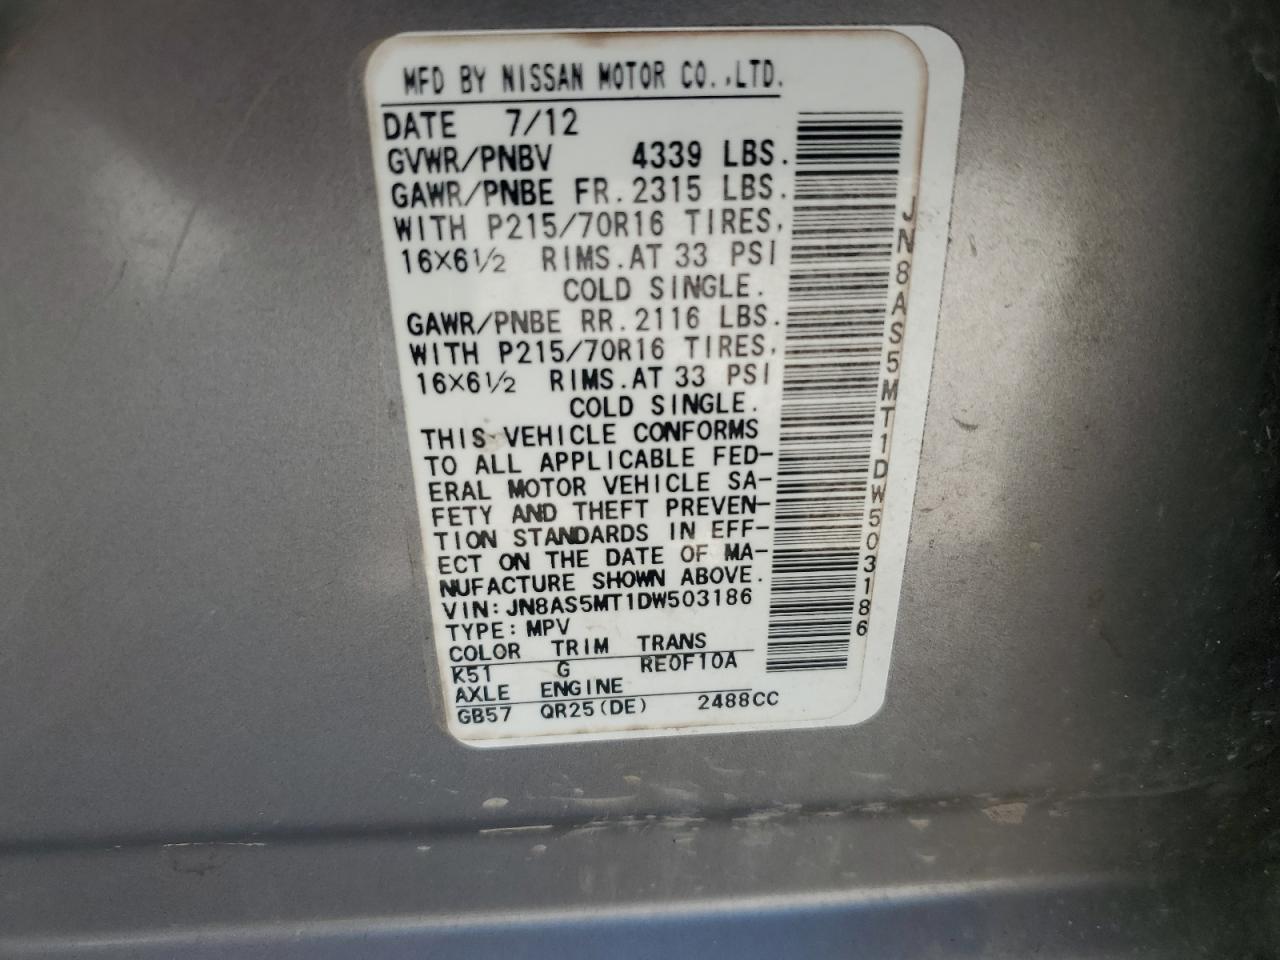 MFD BY NISSAN MOTOR CO.,LTD.
DATE 7/12
GVWR/PNBV 4339 LBS.
GAWR/PNBE FR. 2315 LBS.
WITH P215/70R16 TIRES,
16×6½ RIMS. AT 33 PSI
COLD SINGLE.
GAWR/PNBE RR. 2116 LBS.
WITH P215/70R16 TIRES,
16×6½ RIMS. AT 33 PSI
COLD SINGLE.
THIS VEHICLE CONFORMS
TO ALL APPLICABLE FED-
ERAL MOTOR VEHICLE SA-
FETY AND THEFT PREVEN-
TION STANDARDS IN EFF-
ECT ON THE DATE OF MA-
NUFACTURE SHOWN ABOVE.
VIN: JN8AS5MT1DW503186
TYPE: MPV
COLOR TRIM TRANS
K51 G RE0F10A
AXLE ENGINE
GB57 QR25(DE) 2488CC
JN8AS5MT1DW503186